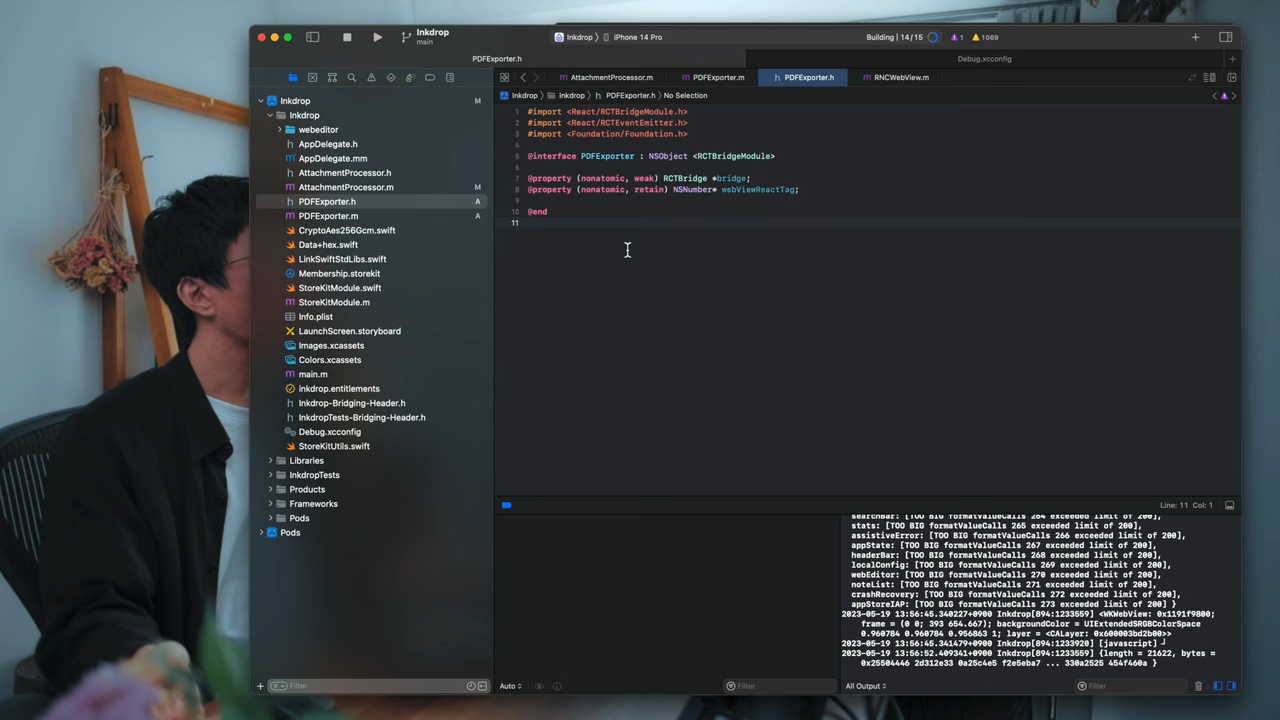 Inkdrop
main
Inkdrop
iPhone 14 Pro
Building | 14/15
1
1069
PDFExporter.h
Debug.xcconfig
AttachmentProcessor.m
PDFExporter.m
PDFExporter.h
RNCWebView.m
Inkdrop
Inkdrop
PDFExporter.h
No Selection
Inkdrop M
Inkdrop
webeditor
AppDelegate.h
AppDelegate.mm
AttachmentProcessor.h
AttachmentProcessor.m M
PDFExporter.h A
PDFExporter.m A
CryptoAes256Gcm.swift
Data+hex.swift
LinkSwiftStdLibs.swift
Membership.storekit
StoreKitModule.swift
StoreKitModule.m
Info.plist
LaunchScreen.storyboard
Images.xcassets
Colors.xcassets
main.m
inkdrop.entitlements
Inkdrop-Bridging-Header.h
InkdropTests-Bridging-Header.h
Debug.xcconfig
StoreKitUtils.swift
Libraries
InkdropTests
Products
Frameworks
Pods
Pods
Filter
1 #import <React/RCTBridgeModule.h>
2 #import <React/RCTEventEmitter.h>
3 #import <Foundation/Foundation.h>
4
5 @interface PDFExporter : NSObject <RCTBridgeModule>
6
7 @property (nonatomic, weak) RCTBridge *bridge;
8 @property (nonatomic, retain) NSNumber* webViewReactTag;
9
10 @end
11
Line: 11 Col: 1
searchBar: [TOO BIG formatValueCalls 264 exceeded limit of 200],
stats: [TOO BIG formatValueCalls 265 exceeded limit of 200],
assistiveError: [TOO BIG formatValueCalls 266 exceeded limit of 200],
appState: [TOO BIG formatValueCalls 267 exceeded limit of 200],
headerBar: [TOO BIG formatValueCalls 268 exceeded limit of 200],
localConfig: [TOO BIG formatValueCalls 269 exceeded limit of 200],
webEditor: [TOO BIG formatValueCalls 270 exceeded limit of 200],
noteList: [TOO BIG formatValueCalls 271 exceeded limit of 200],
crashRecovery: [TOO BIG formatValueCalls 272 exceeded limit of 200],
appStoreIAP: [TOO BIG formatValueCalls 273 exceeded limit of 200] }
2023-05-19 13:56:45.340227+0900 Inkdrop[894:1233559] <WKWebView: 0x1191f9800;
frame = (0 0; 393 654.667); backgroundColor = UIExtendedSRGBColorSpace
0.960784 0.960784 0.956863 1; layer = <CALayer: 0x600003bd2b00>>
2023-05-19 13:56:45.341479+0900 Inkdrop[894:1233920] [javascript] ┘
2023-05-19 13:56:52.409341+0900 Inkdrop[894:1233559] {length = 21622, bytes =
0x25504446 2d312e33 0a25c4e5 f2e5eba7 ... 330a2525 454f460a }
Auto
Filter
All Output
Filter